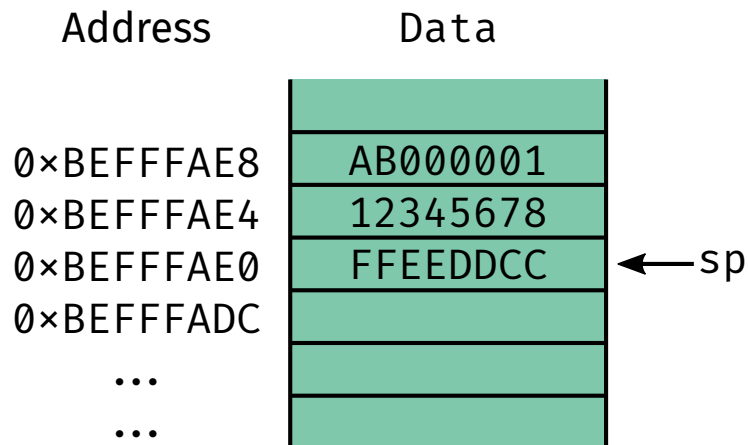 Address Data
0×BEFFFAE8 AB000001
0×BEFFFAE4 12345678
0×BEFFFAE0 FFEEDDCC sp
0×BEFFFADC
...
...